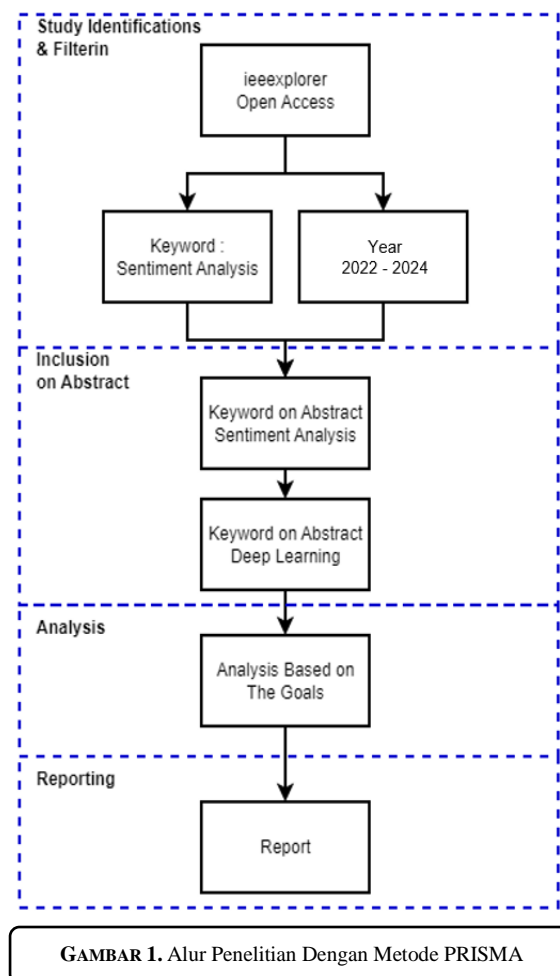 Study Identifications
& Filterin
ieeexplorer
Open Access
Keyword :
Sentiment Analysis
Year
2022 - 2024
Inclusion
on Abstract
Keyword on Abstract
Sentiment Analysis
Keyword on Abstract
Deep Learning
Analysis
Analysis Based on
The Goals
Reporting
Report
GAMBAR 1. Alur Penelitian Dengan Metode PRISMA